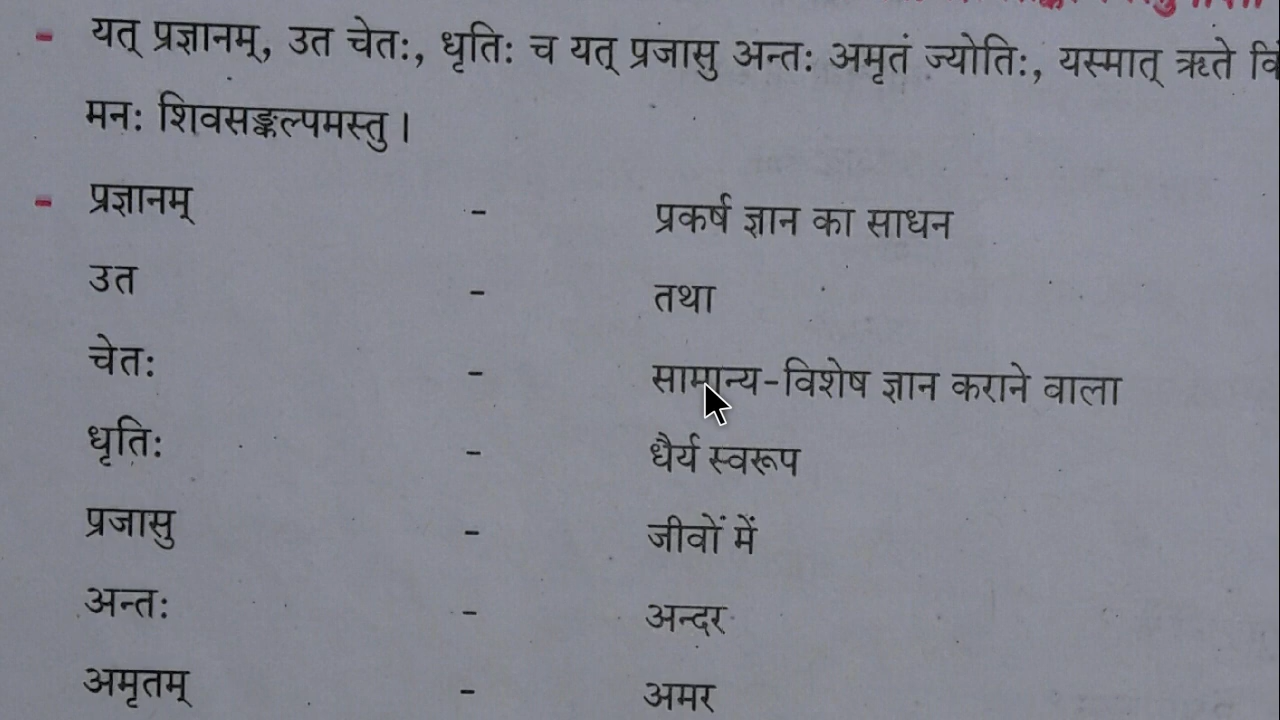 यत् प्रज्ञानम्, उत चेतः, धृतिः च यत् प्रजासु अन्तः अमृतं ज्योतिः, यस्मात् ऋते
मनः शिवसङ्कल्पमस्तु।
प्रज्ञानम् - प्रकर्ष ज्ञान का साधन
उत - तथा
चेतः - सामान्य-विशेष ज्ञान कराने वाला
धृतिः - धैर्य स्वरूप
प्रजासु - जीवों में
अन्तः - अन्दर
अमृतम् - अमर